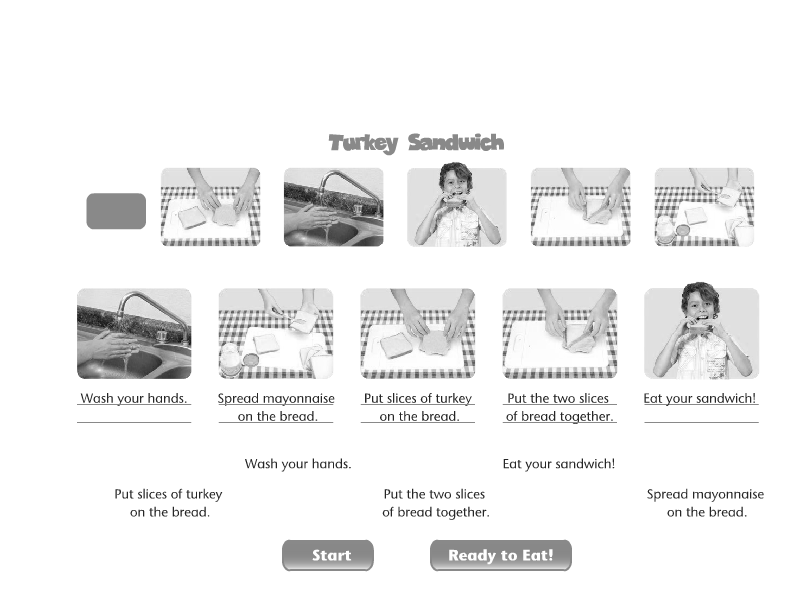 Turkey Sandwich
Wash your hands.
Spread mayonnaise
on the bread.
Put slices of turkey
on the bread.
Put the two slices
of bread together.
Eat your sandwich!
Wash your hands.
Eat your sandwich!
Put slices of turkey
on the bread.
Put the two slices
of bread together.
Spread mayonnaise
on the bread.
Start
Ready to Eat!